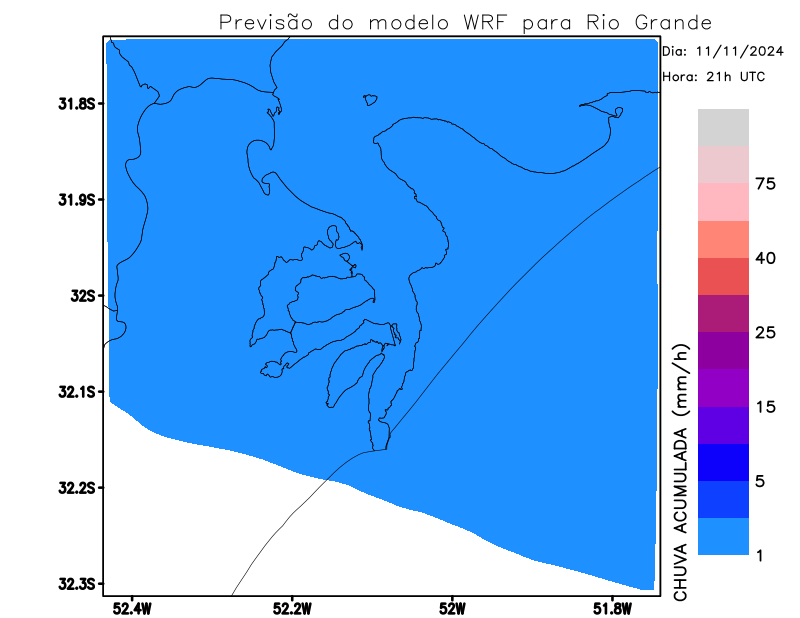 Previsão do modelo WRF para Rio Grande
Dia: 11/11/2024
Hora: 21h UTC
31.8S
31.9S
32S
32.1S
32.2S
32.3S
52.4W
52.2W
52W
51.8W
CHUVA ACUMULADA (mm/h)
75
40
25
15
5
1